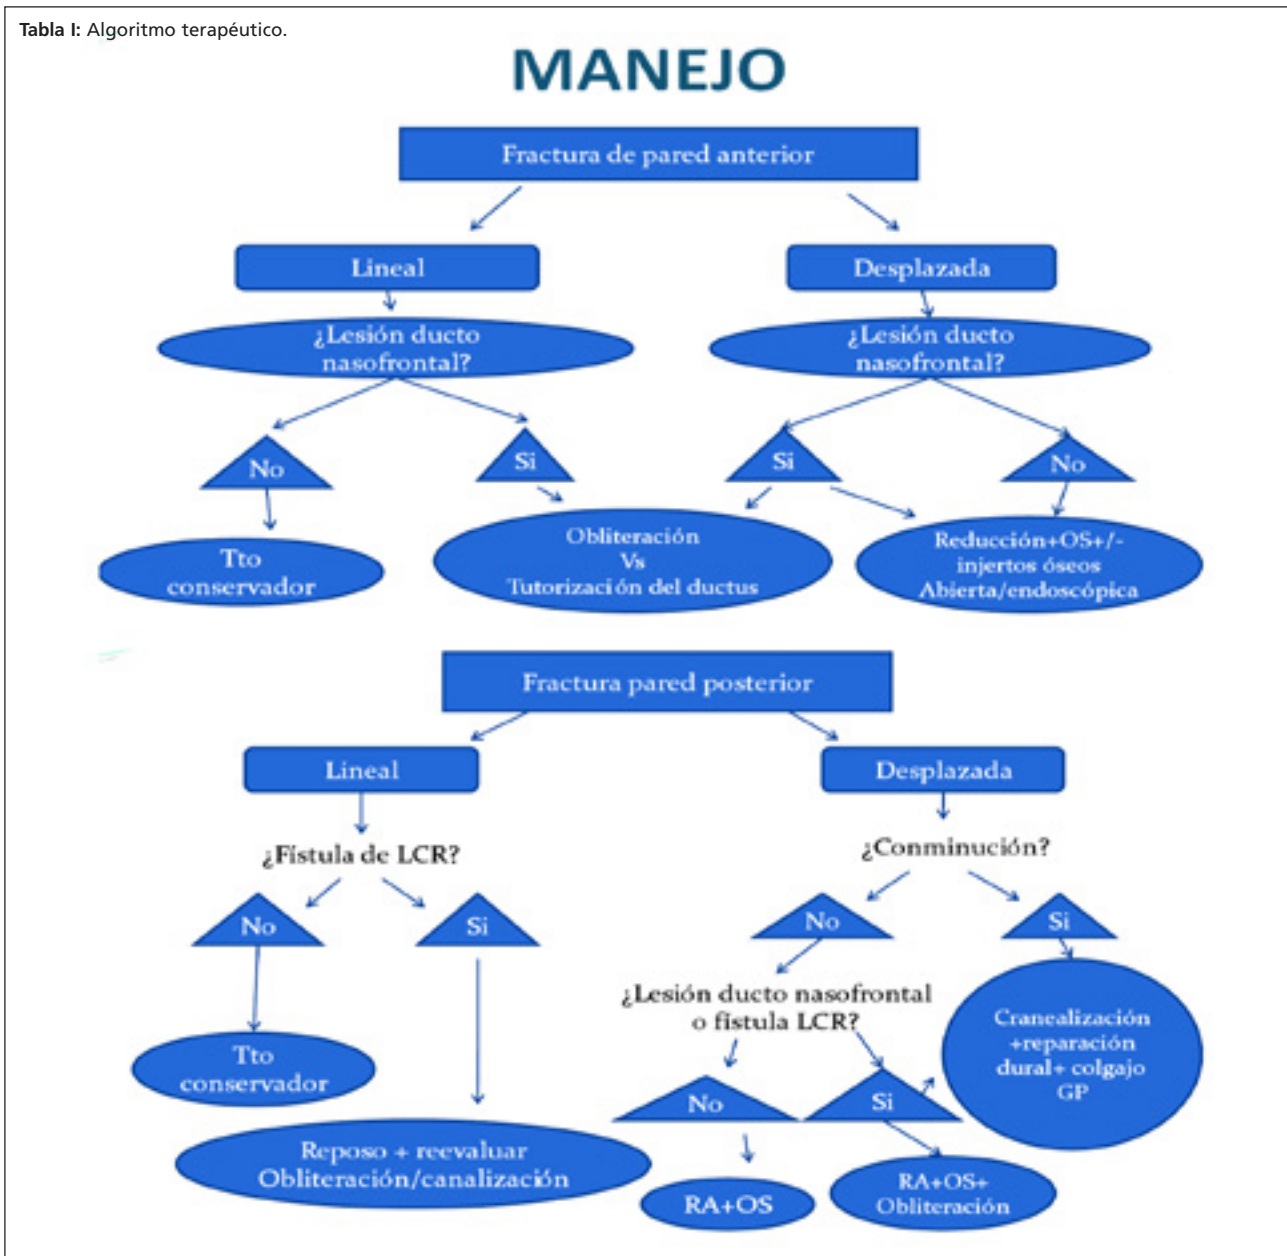 Tabla I: Algoritmo terapéutico.
MANEJO
Fractura de pared anterior
Lineal
Desplazada
¿Lesión ducto
nasofrontal?
¿Lesión ducto
nasofrontal?
No
Si
Si
No
Tto
conservador
Obliteración
Vs
Tutorización del ductus
Reducción+OS+/-
injertos óseos
Abierta/endoscópica
Fractura pared posterior
Lineal
Desplazada
¿Fístula de LCR?
¿Conminución?
No
Si
No
Si
¿Lesión ducto nasofrontal
o fístula LCR?
Cranealización
+reparación
dural+ colgajo
GP
Tto
conservador
No
Si
Reposo + reevaluar
Obliteración/canalización
RA+OS
RA+OS+
Obliteración